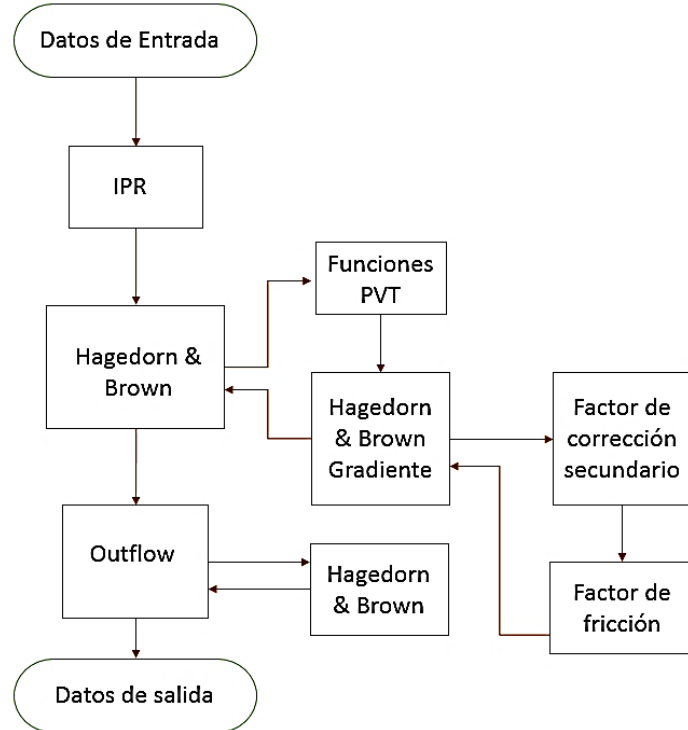 Datos de Entrada
IPR
Funciones
PVT
Hagedorn &
Brown
Hagedorn
& Brown
Gradiente
Factor de
corrección
secundario
Outflow
Hagedorn
& Brown
Factor de
fricción
Datos de salida